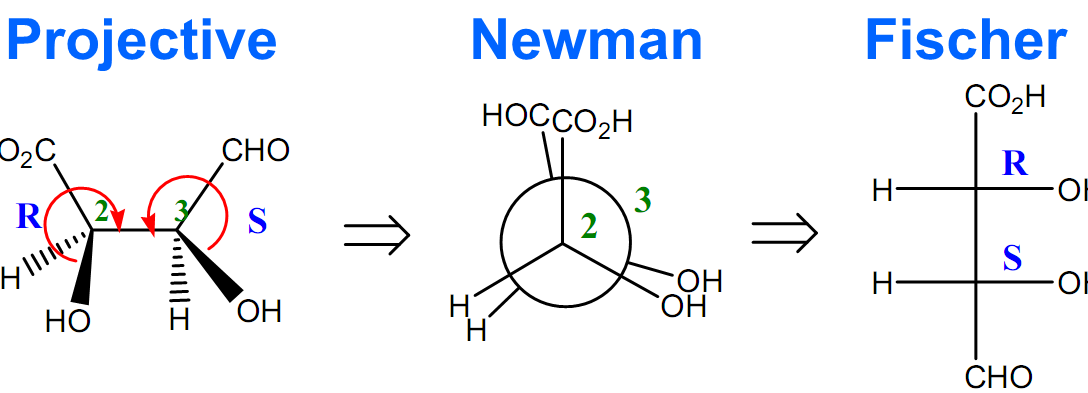 Projective
Newman
Fischer
O₂C
CHO
R
2
3
S
H
HO
H
OH
HOC
CO₂H
3
2
H
H
OH
OH
CO₂H
R
H
OH
S
H
OH
CHO